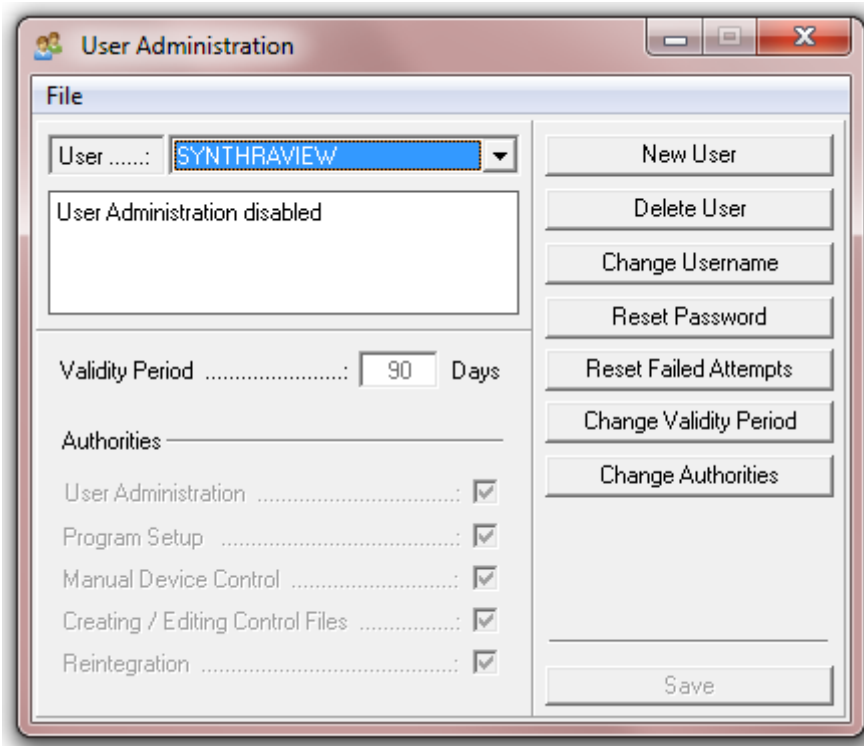 User Administration
File
User ......: SYNTHRAVIEW
User Administration disabled
Validity Period .......................: 90 Days
Authorities
User Administration .................................: 
Program Setup .......................................: 
Manual Device Control ...........................: 
Creating / Editing Control Files ................: 
Reintegration ..........................................: 
New User
Delete User
Change Username
Reset Password
Reset Failed Attempts
Change Validity Period
Change Authorities
Save